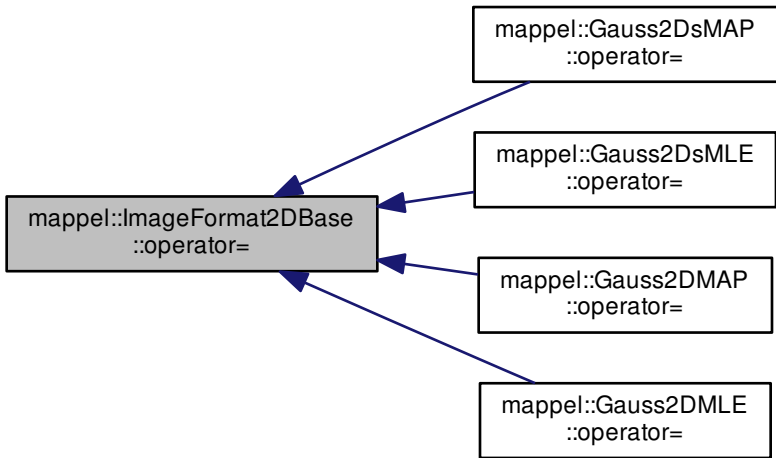 mappel::Gauss2DsMAP
::operator=
mappel::Gauss2DsMLE
::operator=
mappel::ImageFormat2DBase
::operator=
mappel::Gauss2DMAP
::operator=
mappel::Gauss2DMLE
::operator=